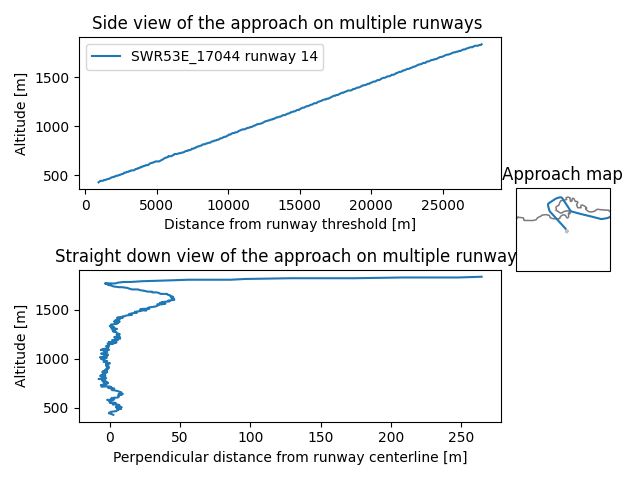 Side view of the approach on multiple runways
SWR53E_17044 runway 14
Altitude [m]
1500
1000
500
0 5000 10000 15000 20000 25000
Distance from runway threshold [m]
Approach map
Straight down view of the approach on multiple runway
Altitude [m]
1500
1000
500
0 50 100 150 200 250
Perpendicular distance from runway centerline [m]